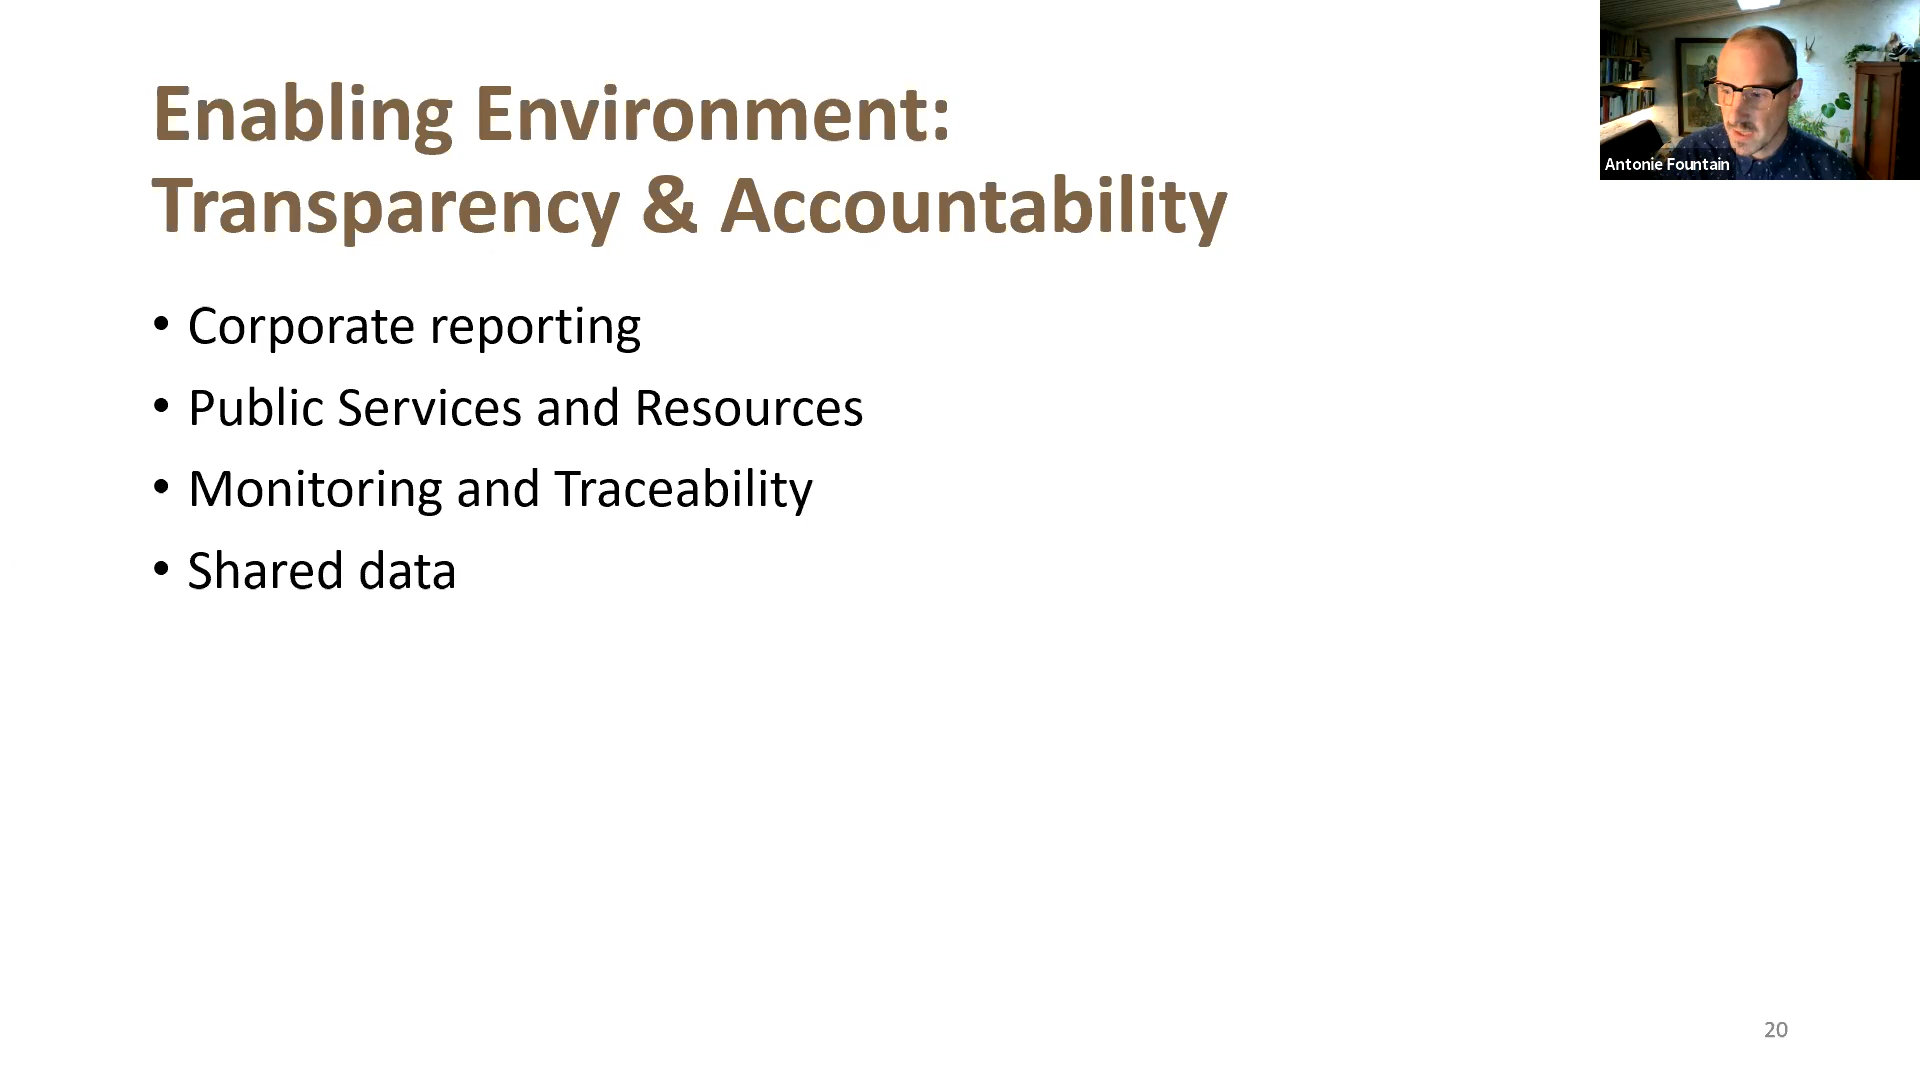 Enabling Environment:
Transparency & Accountability
• Corporate reporting
• Public Services and Resources
• Monitoring and Traceability
• Shared data
Antonie Fountain
20